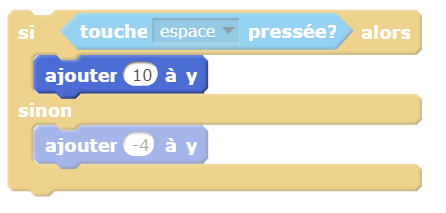 si touche espace pressée? alors
ajouter 10 à y
sinon
ajouter -4 à y